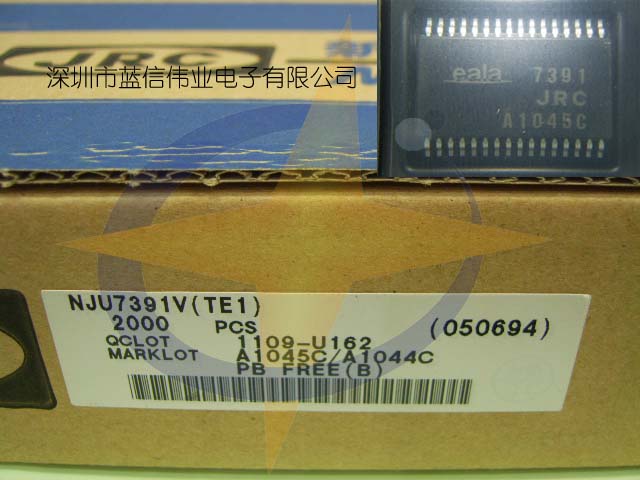 JRC
深圳市蓝信伟业电子有限公司
eala 7391
JRC
A1045C
NJU7391V(TE1)
2000 PCS (050694)
QCLOT 1109-U162
MARKLOT A1045C/A1044C
PB FREE(B)